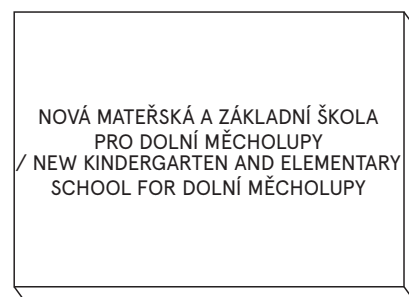 NOVÁ MATEŘSKÁ A ZÁKLADNÍ ŠKOLA
PRO DOLNÍ MĚCHOLUPY
/ NEW KINDERGARTEN AND ELEMENTARY
SCHOOL FOR DOLNÍ MĚCHOLUPY